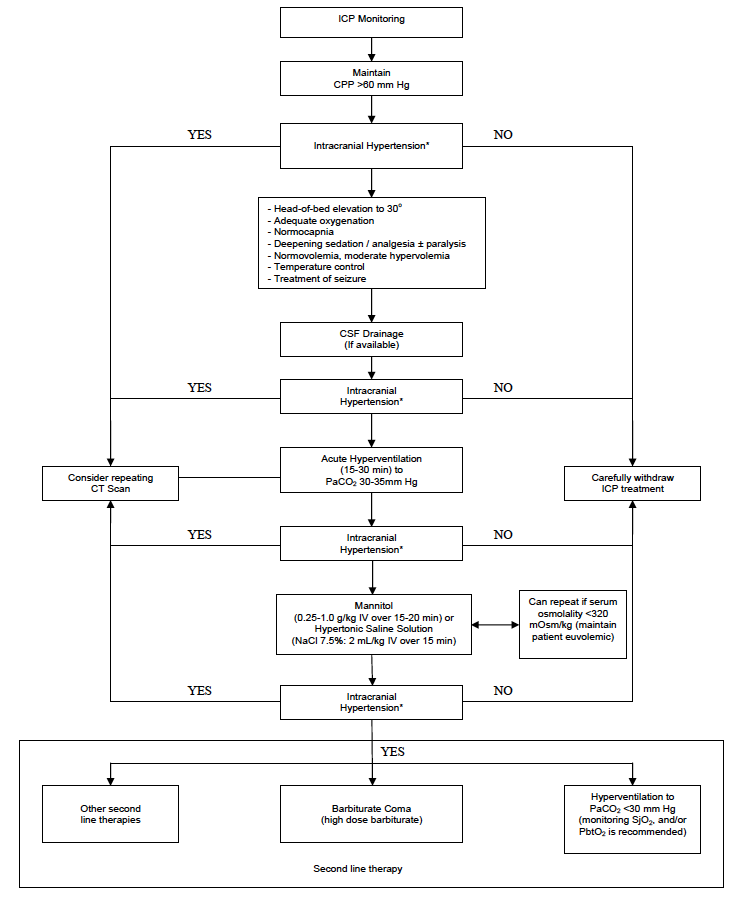 ICP Monitoring
Maintain
CPP >60 mm Hg
YES
NO
Intracranial Hypertension*
- Head-of-bed elevation to 30°
- Adequate oxygenation
- Normocapnia
- Deepening sedation / analgesia ± paralysis
- Normovolemia, moderate hypervolemia
- Temperature control
- Treatment of seizure
CSF Drainage
(If available)
YES
NO
Intracranial
Hypertension*
Acute Hyperventilation
(15-30 min) to
PaCO₂ 30-35mm Hg
Consider repeating
CT Scan
Carefully withdraw
ICP treatment
YES
NO
Intracranial
Hypertension*
Mannitol
(0.25-1.0 g/kg IV over 15-20 min) or
Hypertonic Saline Solution
(NaCl 7.5%: 2 mL/kg IV over 15 min)
Can repeat if serum
osmolality <320
mOsm/kg (maintain
patient euvolemic)
YES
NO
Intracranial
Hypertension*
YES
Other second
line therapies
Barbiturate Coma
(high dose barbiturate)
Hyperventilation to
PaCO₂ <30 mm Hg
(monitoring SjO₂, and/or
PbtO₂ is recommended)
Second line therapy